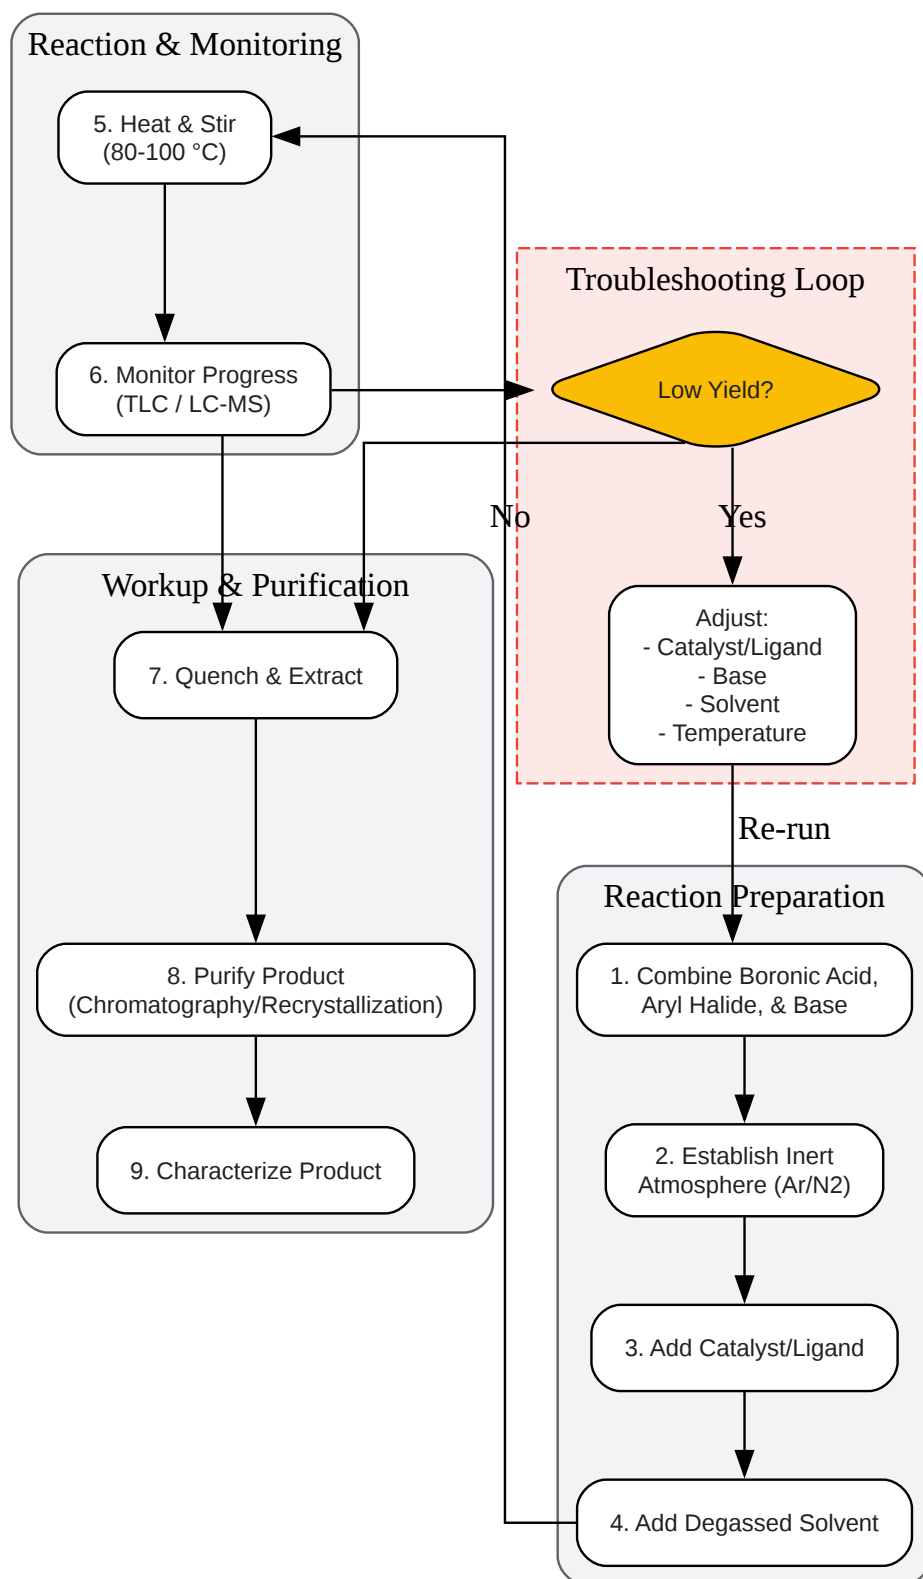 Reaction & Monitoring
5. Heat & Stir
(80-100 °C)
6. Monitor Progress
(TLC / LC-MS)
Troubleshooting Loop
Low Yield?
No
Yes
Adjust:
- Catalyst/Ligand
- Base
- Solvent
- Temperature
Re-run
Workup & Purification
7. Quench & Extract
8. Purify Product
(Chromatography/Recrystallization)
9. Characterize Product
Reaction Preparation
1. Combine Boronic Acid,
Aryl Halide, & Base
2. Establish Inert
Atmosphere (Ar/N2)
3. Add Catalyst/Ligand
4. Add Degassed Solvent